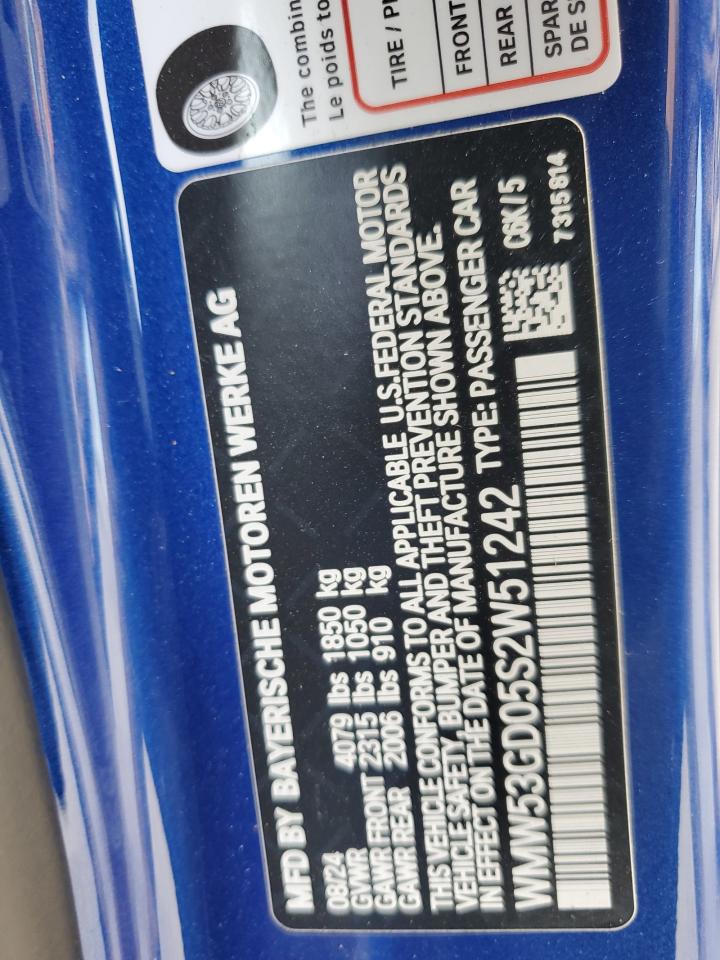 The combin
Le poids to
TIRE / P
FRONT
REAR
SPAR
DE S
MFD BY BAYERISCHE MOTOREN WERKE AG
08/24
GVWR 4079 lbs 1850 kg
GAWR FRONT 2315 lbs 1050 kg
GAWR REAR 2006 lbs 910 kg
THIS VEHICLE CONFORMS TO ALL APPLICABLE U.S.FEDERAL MOTOR
VEHICLE SAFETY, BUMPER AND THEFT PREVENTION STANDARDS
IN EFFECT ON THE DATE OF MANUFACTURE SHOWN ABOVE.
WMW53GD05S2W51242 TYPE: PASSENGER CAR
C6K / 5
7 315 814